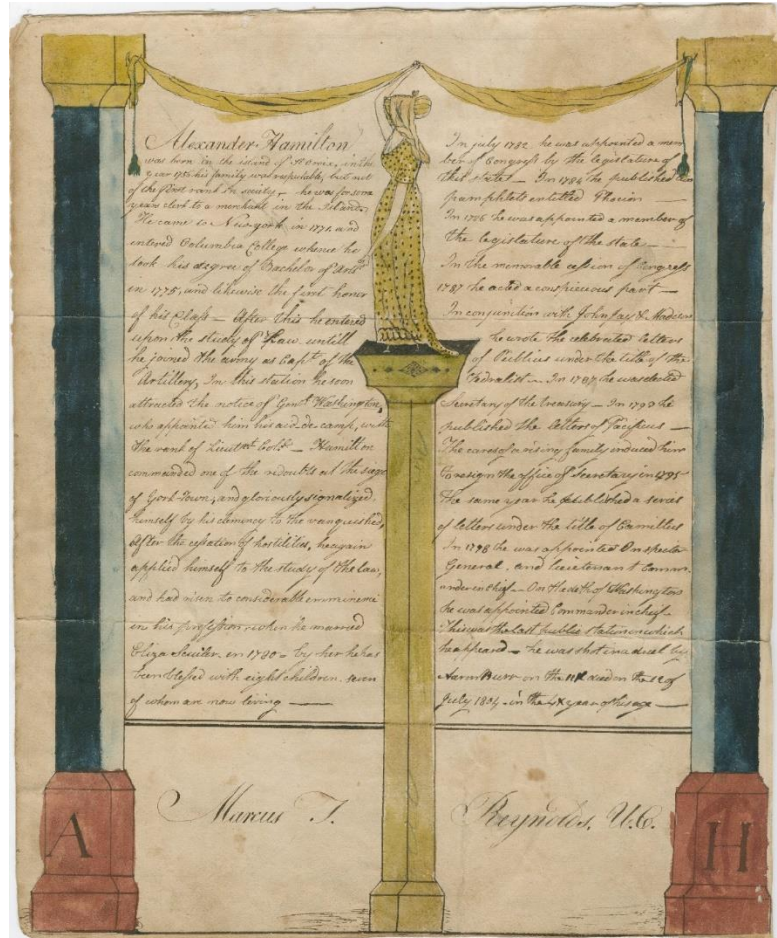 Alexander Hamilton
was born in the island of St Croix, in the
year 1757. his family was respectable, but not
of the first rank in society - he was for some
years clerk to a merchant in the Island.
He came to Newyork in 1771. and
entered Columbia College whence he
took his degree of Bachelor of Arts
in 1775, and likewise the first honor
of his Class - After this he entered
upon the study of Law. untill
he joined the army as Capt of the
Artillery, In this station he soon
attracted the notice of Genl Washington,
who appointed him his aid de camp, with
the rank of Lieutnt Coln - Hamilton
commanded one of the redoubts at the siege
of York-Town; and gloriously signalized
himself by his clemency to the vanquished,
After the cessation of hostilities, he again
applied himself to the study of the law,
and had risen to considerable emminence
in his profession when he married
Eliza Scuiler. in 1780 - by her he has
been blessed with eight children. seven
of whom are now living -
In july 1782 he was appointed a mem
ber of Congress by the legislature of
this state - In 1784 he published
pamphlets entitled Phocion
In 1786 he was appointed a member of
the legislature of the state -
In the memorable session of Congress
1787 he acted a conspicuous part -
In conjunction with John Jay &
he wrote the celebrated letters
of Publius under the title of the
Federalist - In 1789, he was elected
Secretary of the treasury - In 1793 he
published the letters of Pacificus -
The cares of a rising family induced him
to resign the office of Secretary in 1795
The same year he published a series
of letters under the title of Camillus
In 1798 he was appointed Inspector
General, and lieutenant Comm
under in chief - On the dth of Washington
he was appointed Commander in chief -
This was the last public station in which
he appeard - he was shot in a duel by
Aaron Burr on the 11th died on the 12 of
July 1804 - in the year of his age -
Marcus T. Reynolds, U.C.
A
H